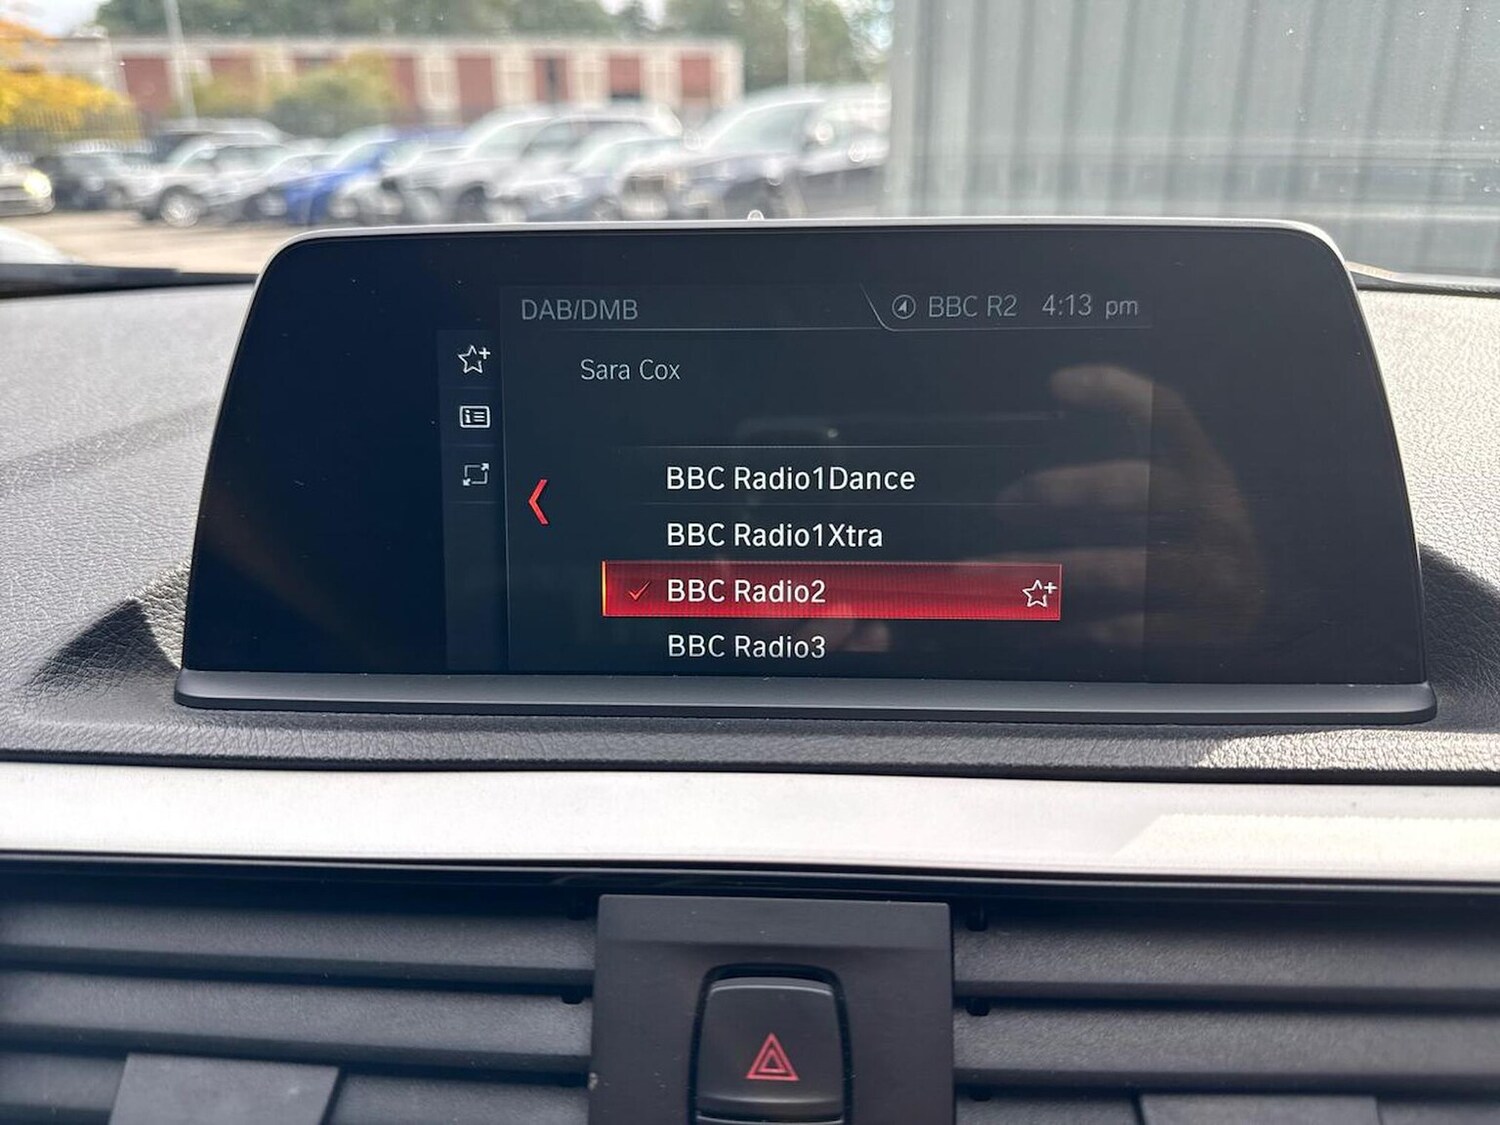 DAB/DMB
BBC R2 4:13 pm
Sara Cox
BBC Radio1Dance
BBC Radio1Xtra
BBC Radio2
BBC Radio3